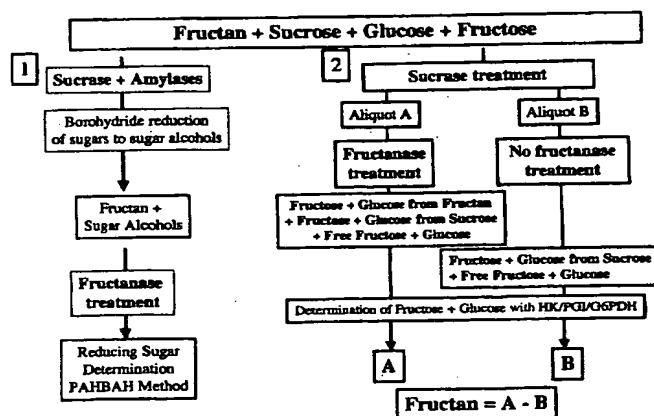 Fructan + Sucrose + Glucose + Fructose
1
Sucrase + Amylases
Borohydride reduction
of sugars to sugar alcohols
Fructan +
Sugar Alcohols
Fructanase
treatment
Reducing Sugar
Determination
PAHBAH Method
2
Sucrase treatment
Aliquot A
Aliquot B
Fructanase
treatment
No fructanase
treatment
Fructose + Glucose from Fructan
+ Fructose + Glucose from Sucrose
+ Free Fructose + Glucose
Fructose + Glucose from Sucrose
+ Free Fructose + Glucose
Determination of Fructose + Glucose with HK/PGI/G6PDH
A
B
Fructan = A - B